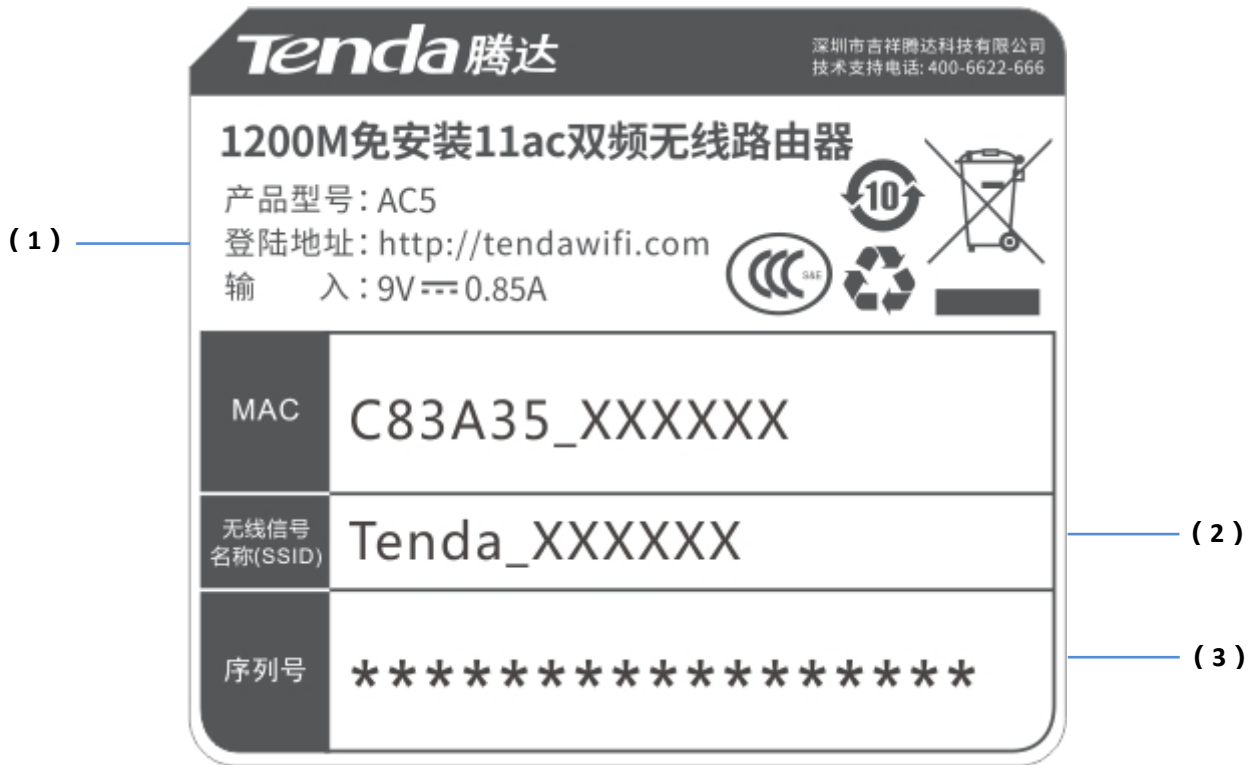 Tenda腾达
深圳市吉祥腾达科技有限公司
技术支持电话: 400-6622-666
1200M免安装11ac双频无线路由器
产品型号：AC5
登陆地址：http://tendawifi.com
输入：9V⎓0.85A
10
CCC S&E
MAC
C83A35_XXXXXX
无线信号
名称(SSID)
Tenda_XXXXXX
序列号
*****************
(1)
(2)
(3)